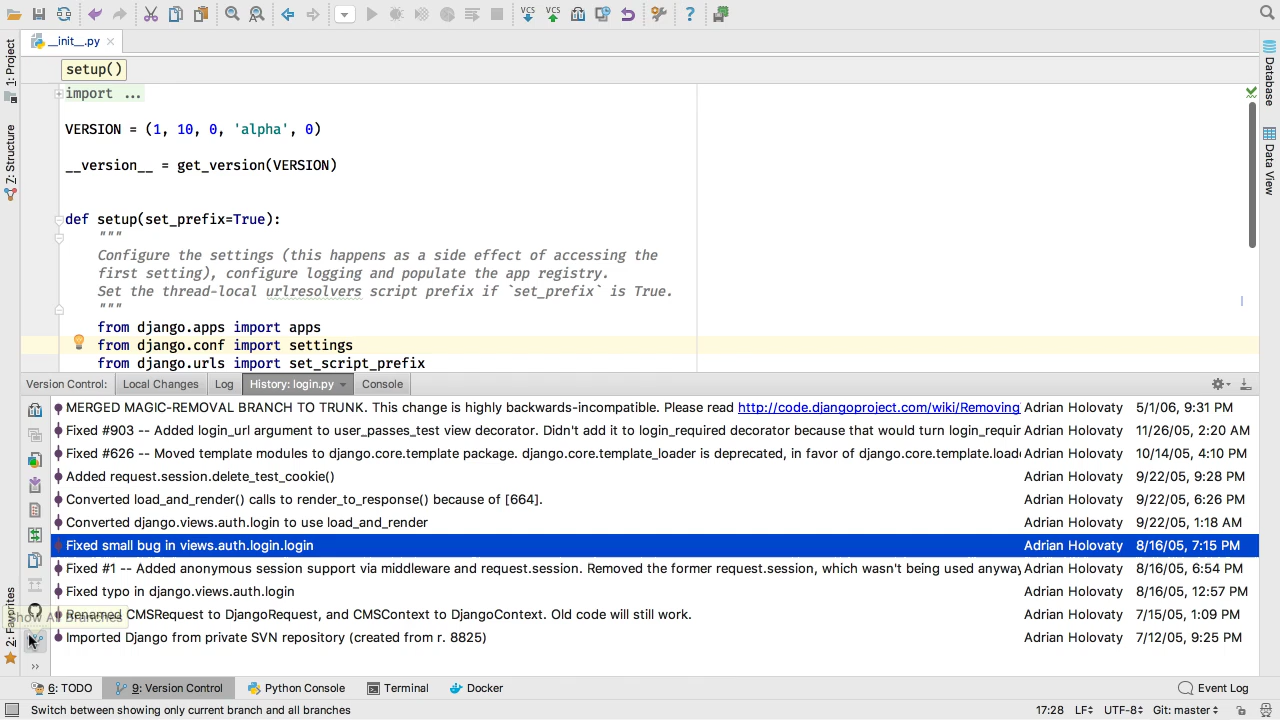 VCS
VCS
__init__.py
setup()
import ...
VERSION = (1, 10, 0, 'alpha', 0)
__version__ = get_version(VERSION)
def setup(set_prefix=True):
"""
Configure the settings (this happens as a side effect of accessing the
first setting), configure logging and populate the app registry.
Set the thread-local urlresolvers script prefix if `set_prefix` is True.
"""
from django.apps import apps
from django.conf import settings
from django.urls import set_script_prefix
1: Project
Z: Structure
2: Favorites
Database
Data View
Version Control: Local Changes Log History: login.py Console
MERGED MAGIC-REMOVAL BRANCH TO TRUNK. This change is highly backwards-incompatible. Please read http://code.djangoproject.com/wiki/Removing Adrian Holovaty 5/1/06, 9:31 PM
Fixed #903 -- Added login_url argument to user_passes_test view decorator. Didn't add it to login_required decorator because that would turn login_requir Adrian Holovaty 11/26/05, 2:20 AM
Fixed #626 -- Moved template modules to django.core.template package. django.core.template_loader is deprecated, in favor of django.core.template.load Adrian Holovaty 10/14/05, 4:10 PM
Added request.session.delete_test_cookie() Adrian Holovaty 9/22/05, 9:28 PM
Converted load_and_render() calls to render_to_response() because of [664]. Adrian Holovaty 9/22/05, 6:26 PM
Converted django.views.auth.login to use load_and_render Adrian Holovaty 9/22/05, 1:18 AM
Fixed small bug in views.auth.login.login Adrian Holovaty 8/16/05, 7:15 PM
Fixed #1 -- Added anonymous session support via middleware and request.session. Removed the former request.session, which wasn't being used anyway Adrian Holovaty 8/16/05, 6:54 PM
Fixed typo in django.views.auth.login Adrian Holovaty 8/16/05, 12:57 PM
Renamed CMSRequest to DjangoRequest, and CMSContext to DjangoContext. Old code will still work. Adrian Holovaty 7/15/05, 1:09 PM
Show All Branches
Imported Django from private SVN repository (created from r. 8825) Adrian Holovaty 7/12/05, 9:25 PM
6: TODO 9: Version Control Python Console Terminal Docker Event Log
Switch between showing only current branch and all branches 17:28 LF UTF-8 Git: master